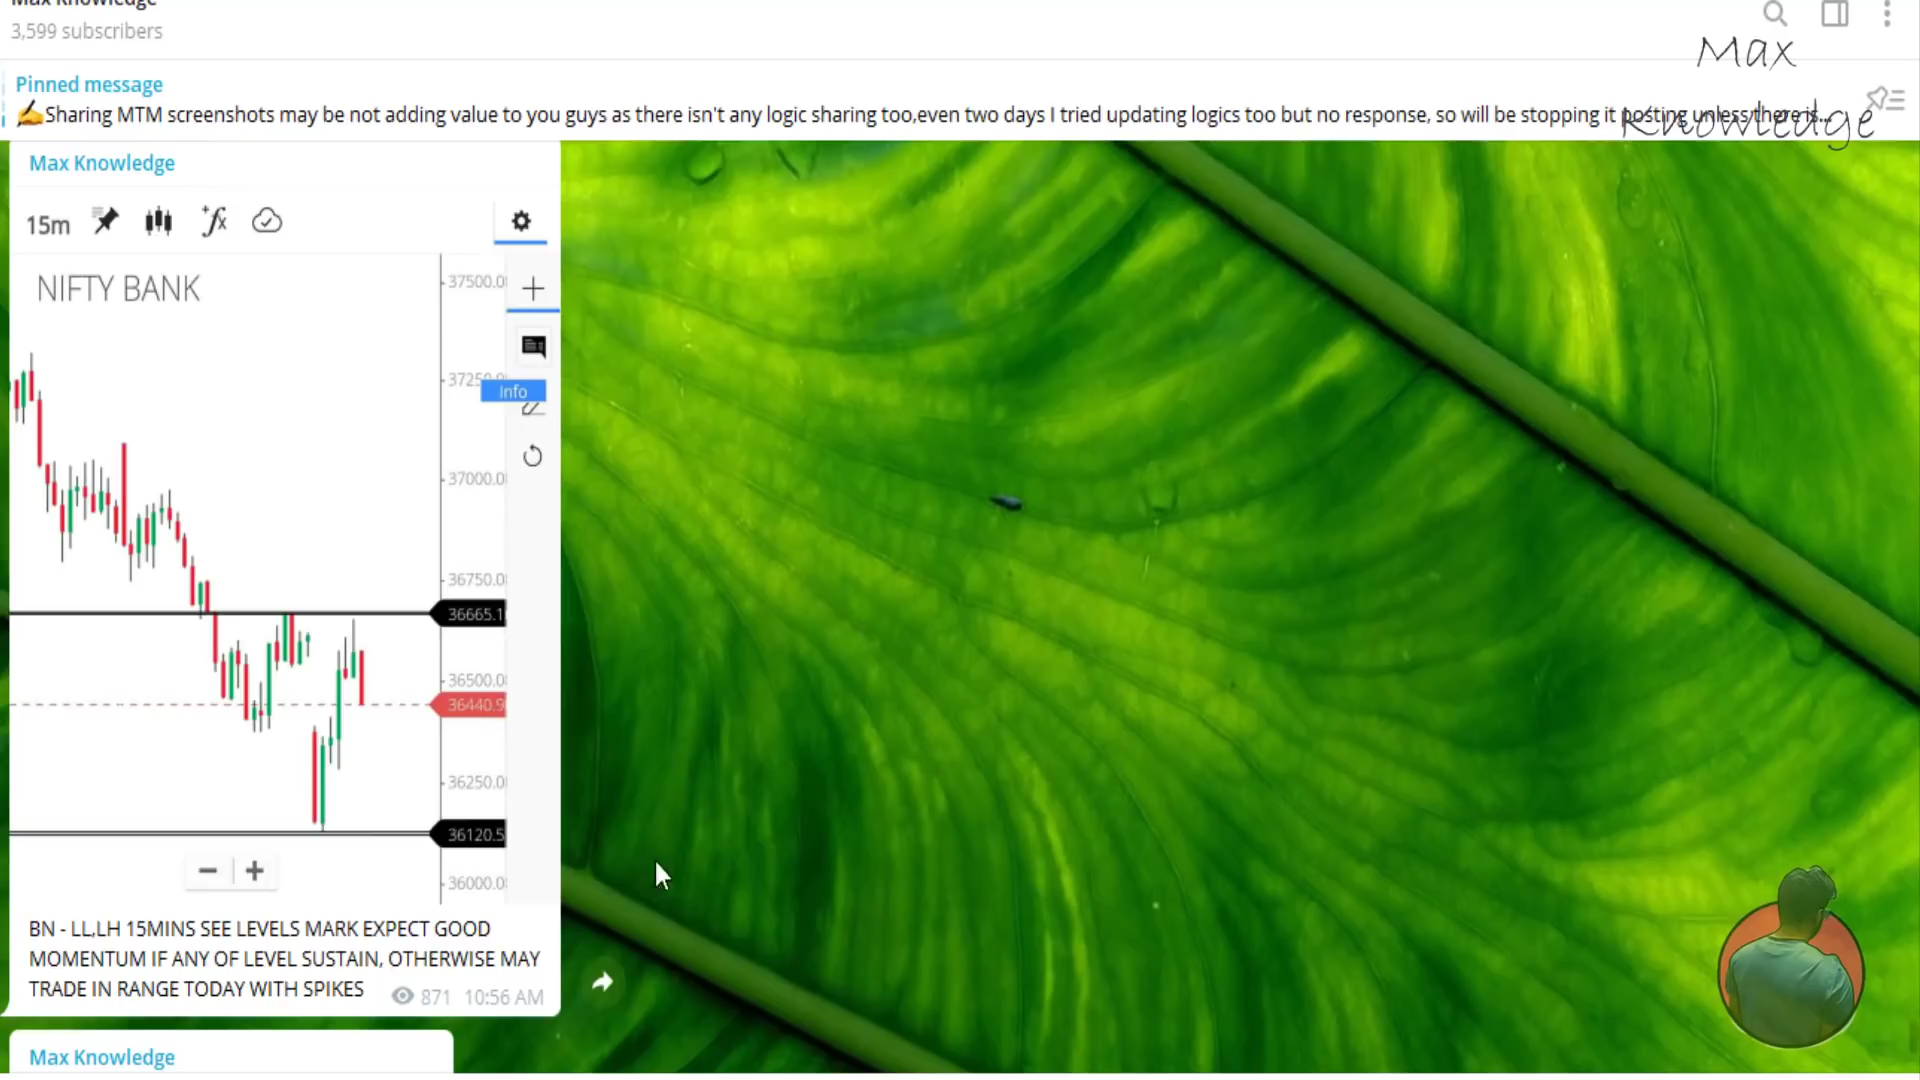 Max Knowledge
3,599 subscribers
Max
Knowledge
Pinned message
✍Sharing MTM screenshots may be not adding value to you guys as there isn't any logic sharing too,even two days I tried updating logics too but no response, so will be stopping it posting unless there is...
Max Knowledge
15m
NIFTY BANK
37500.0
Info
37000.0
36750.0
36665.1
36500.0
36440.9
36250.0
36120.5
36000.0
BN - LL,LH 15MINS SEE LEVELS MARK EXPECT GOOD
MOMENTUM IF ANY OF LEVEL SUSTAIN, OTHERWISE MAY
TRADE IN RANGE TODAY WITH SPIKES
871 10:56 AM
Max Knowledge